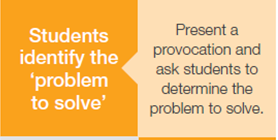 Students
identify the
‘problem
to solve’
Present a
provocation and
ask students to
determine the
problem to solve.